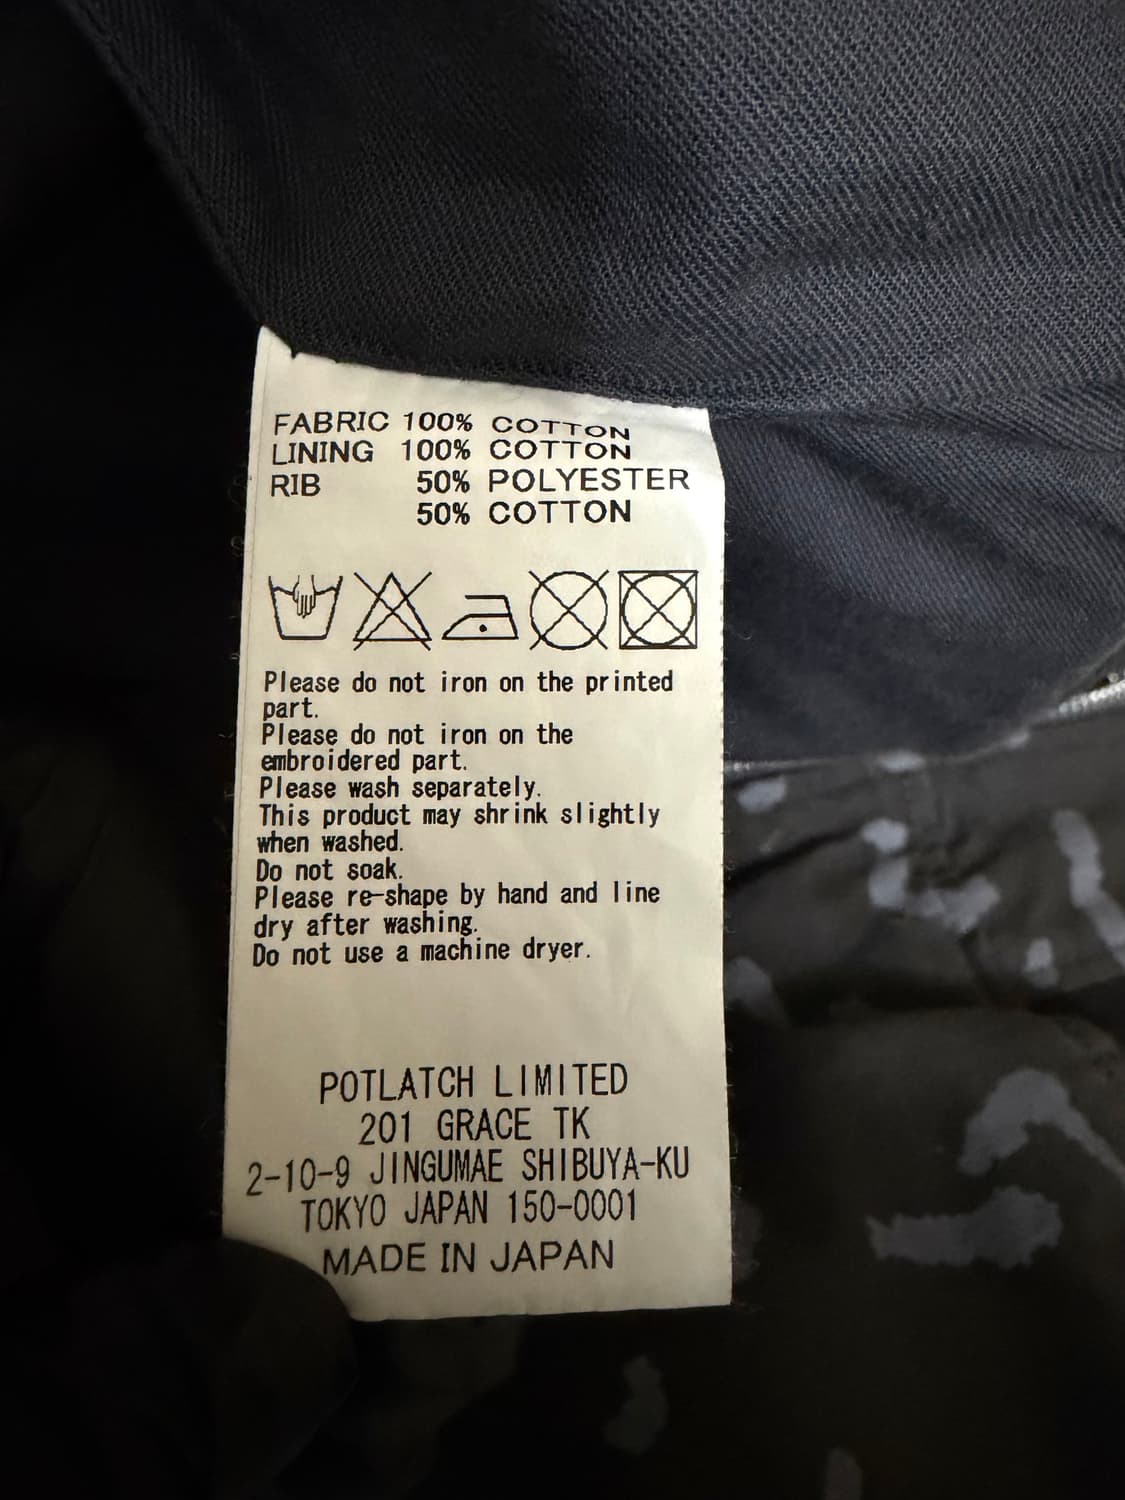 FABRIC 100% COTTON
LINING 100% COTTON
RIB 50% POLYESTER
50% COTTON
Please do not iron on the printed
part.
Please do not iron on the
embroidered part.
Please wash separately.
This product may shrink slightly
when washed.
Do not soak.
Please re-shape by hand and line
dry after washing.
Do not use a machine dryer.
POTLATCH LIMITED
201 GRACE TK
2-10-9 JINGUMAE SHIBUYA-KU
TOKYO JAPAN 150-0001
MADE IN JAPAN